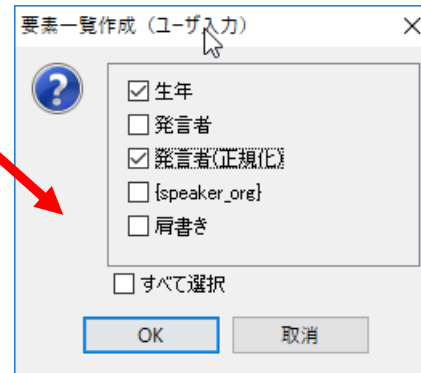 要素一覧作成（ユーザ入力）
生年
発言者
発言者(正規化)
{speaker_org}
肩書き
すべて選択
OK
取消